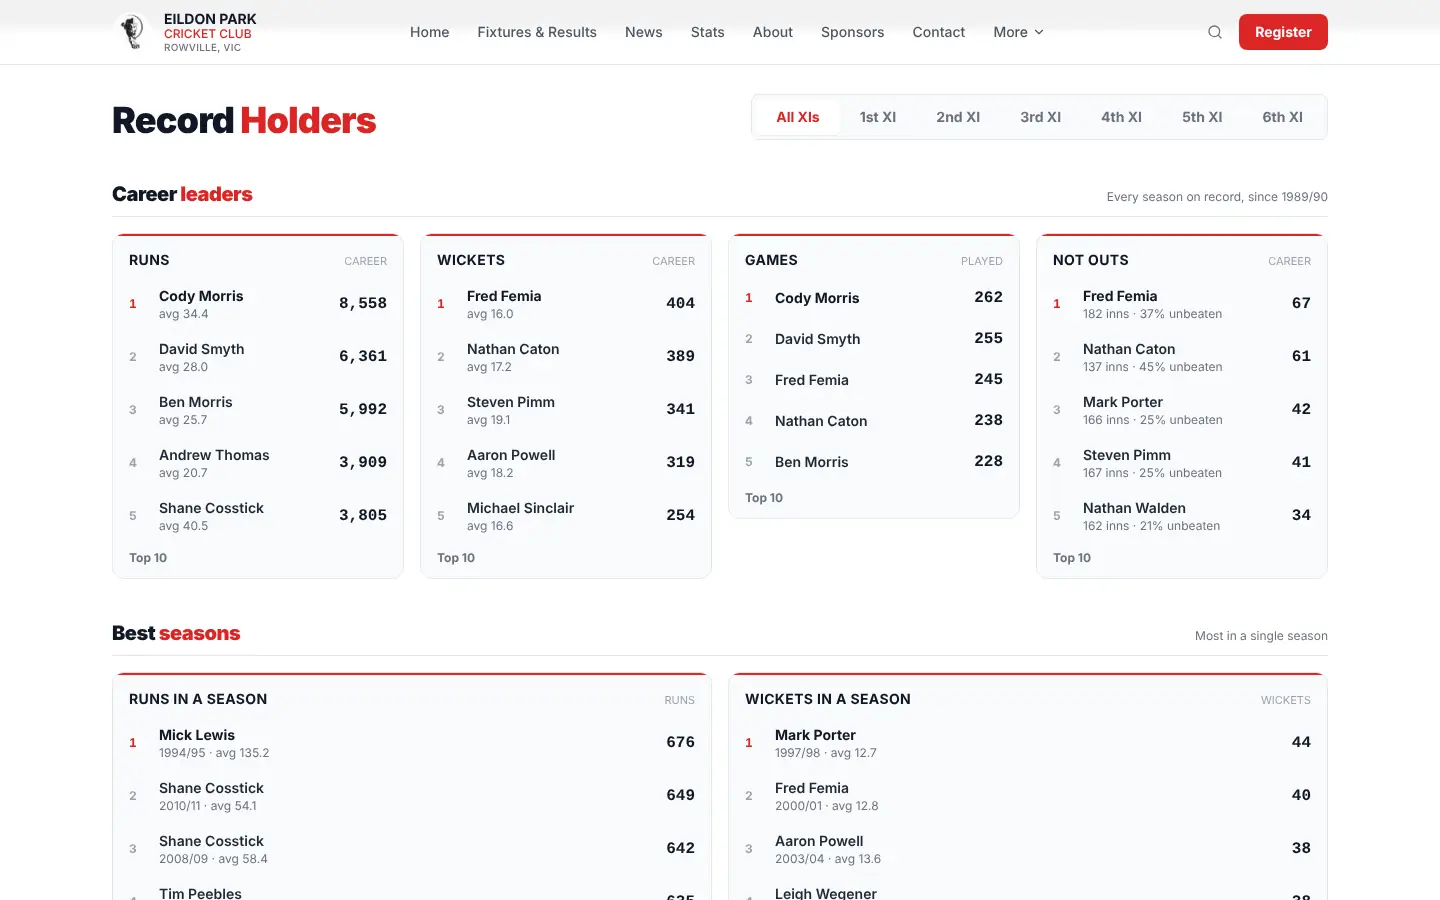 EILDON PARK
CRICKET CLUB
ROWVILLE, VIC
Home
Fixtures & Results
News
Stats
About
Sponsors
Contact
More
Register
Record Holders
All XIs
1st XI
2nd XI
3rd XI
4th XI
5th XI
6th XI
Career leaders
Every season on record, since 1989/90
RUNS CAREER
1 Cody Morris 8,558
avg 34.4
2 David Smyth 6,361
avg 28.0
3 Ben Morris 5,992
avg 25.7
4 Andrew Thomas 3,909
avg 20.7
5 Shane Cosstick 3,805
avg 40.5
Top 10
WICKETS CAREER
1 Fred Femia 404
avg 16.0
2 Nathan Caton 389
avg 17.2
3 Steven Pimm 341
avg 19.1
4 Aaron Powell 319
avg 18.2
5 Michael Sinclair 254
avg 16.6
Top 10
GAMES PLAYED
1 Cody Morris 262
2 David Smyth 255
3 Fred Femia 245
4 Nathan Caton 238
5 Ben Morris 228
Top 10
NOT OUTS CAREER
1 Fred Femia 67
182 inns · 37% unbeaten
2 Nathan Caton 61
137 inns · 45% unbeaten
3 Mark Porter 42
166 inns · 25% unbeaten
4 Steven Pimm 41
167 inns · 25% unbeaten
5 Nathan Walden 34
162 inns · 21% unbeaten
Top 10
Best seasons
Most in a single season
RUNS IN A SEASON RUNS
1 Mick Lewis 676
1994/95 · avg 135.2
2 Shane Cosstick 649
2010/11 · avg 54.1
3 Shane Cosstick 642
2008/09 · avg 58.4
Tim Peebles
WICKETS IN A SEASON WICKETS
1 Mark Porter 44
1997/98 · avg 12.7
2 Fred Femia 40
2000/01 · avg 12.8
3 Aaron Powell 38
2003/04 · avg 13.6
Leigh Wegener